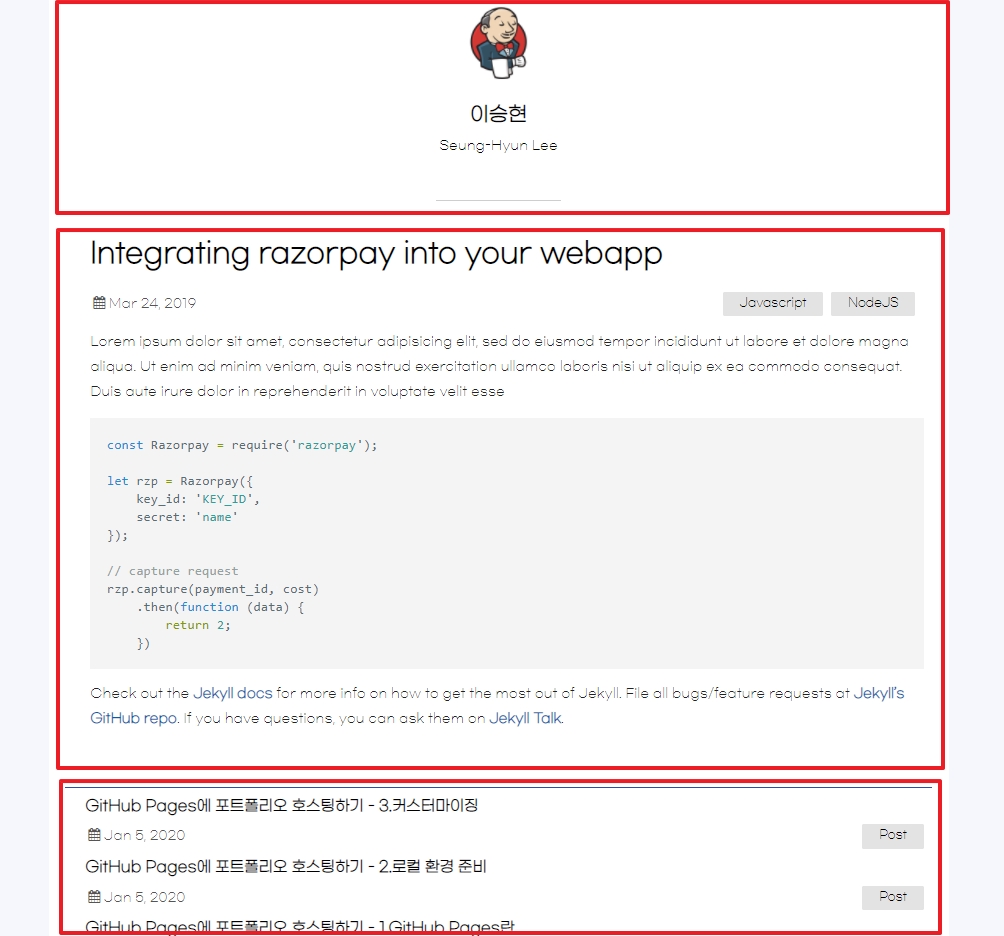 이승현
Seung-Hyun Lee
Integrating razorpay into your webapp
Mar 24, 2019 Javascript NodeJS
Lorem ipsum dolor sit amet, consectetur adipisicing elit, sed do eiusmod tempor incididunt ut labore et dolore magna
aliqua. Ut enim ad minim veniam, quis nostrud exercitation ullamco laboris nisi ut aliquip ex ea commodo consequat.
Duis aute irure dolor in reprehenderit in voluptate velit esse
const Razorpay = require('razorpay');
let rzp = Razorpay({
    key_id: 'KEY_ID',
    secret: 'name'
});
// capture request
rzp.capture(payment_id, cost)
    .then(function (data) {
        return 2;
    })
Check out the Jekyll docs for more info on how to get the most out of Jekyll. File all bugs/feature requests at Jekyll's
GitHub repo. If you have questions, you can ask them on Jekyll Talk.
GitHub Pages에 포트폴리오 호스팅하기 - 3.커스터마이징
Jan 5, 2020 Post
GitHub Pages에 포트폴리오 호스팅하기 - 2.로컬 환경 준비
Jan 5, 2020 Post
GitHub Pages에 포트폴리오 호스팅하기 - 1.GitHub Pages란